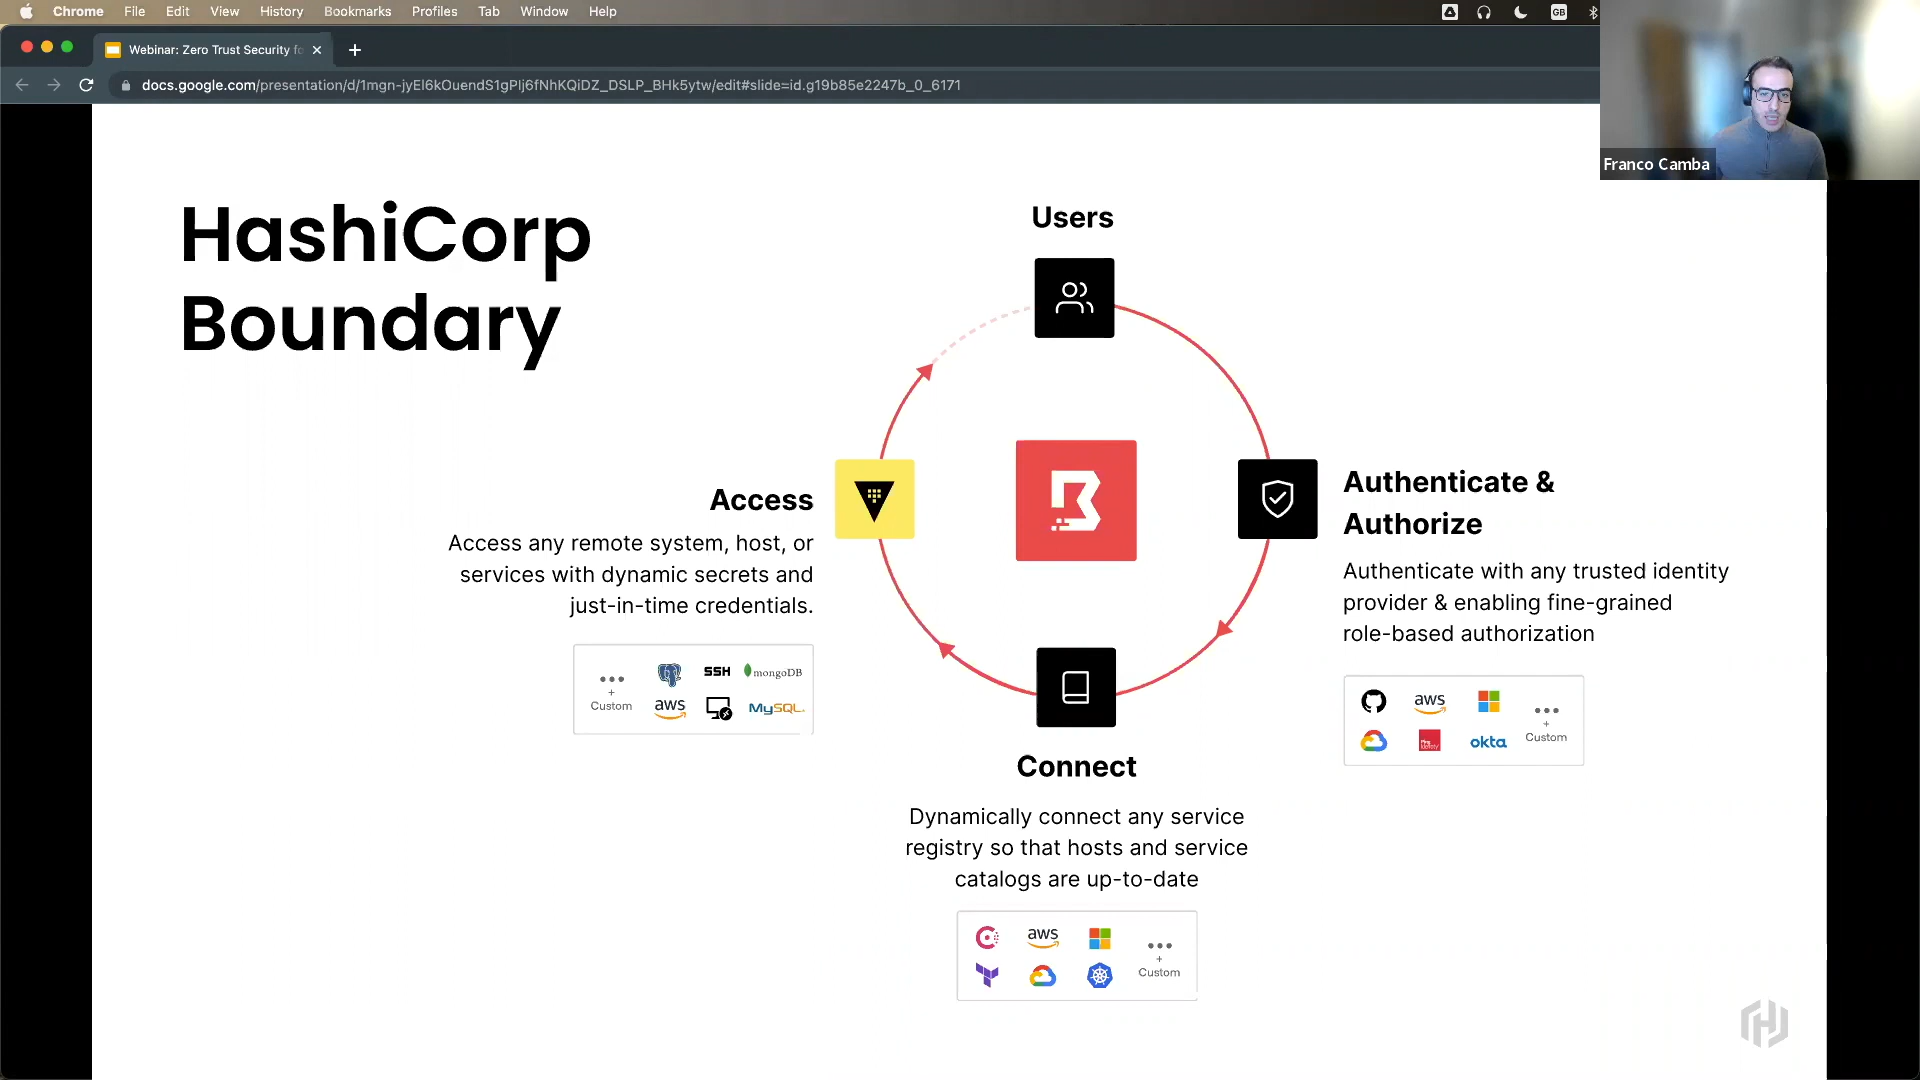 Chrome File Edit View History Bookmarks Profiles Tab Window Help
GB
Webinar: Zero Trust Security fo
docs.google.com/presentation/d/1mgn-jyEl6kOuendS1gPlj6fNhKQiDZ_DSLP_BHk5ytw/edit#slide=id.g19b85e2247b_0_6171
Franco Camba
HashiCorp
Boundary
Users
Authenticate &
Authorize
Authenticate with any trusted identity
provider & enabling fine-grained
role-based authorization
aws
okta
+
Custom
Connect
Dynamically connect any service
registry so that hosts and service
catalogs are up-to-date
aws
+
Custom
Access
Access any remote system, host, or
services with dynamic secrets and
just-in-time credentials.
+
Custom
SSH mongoDB
aws MySQL